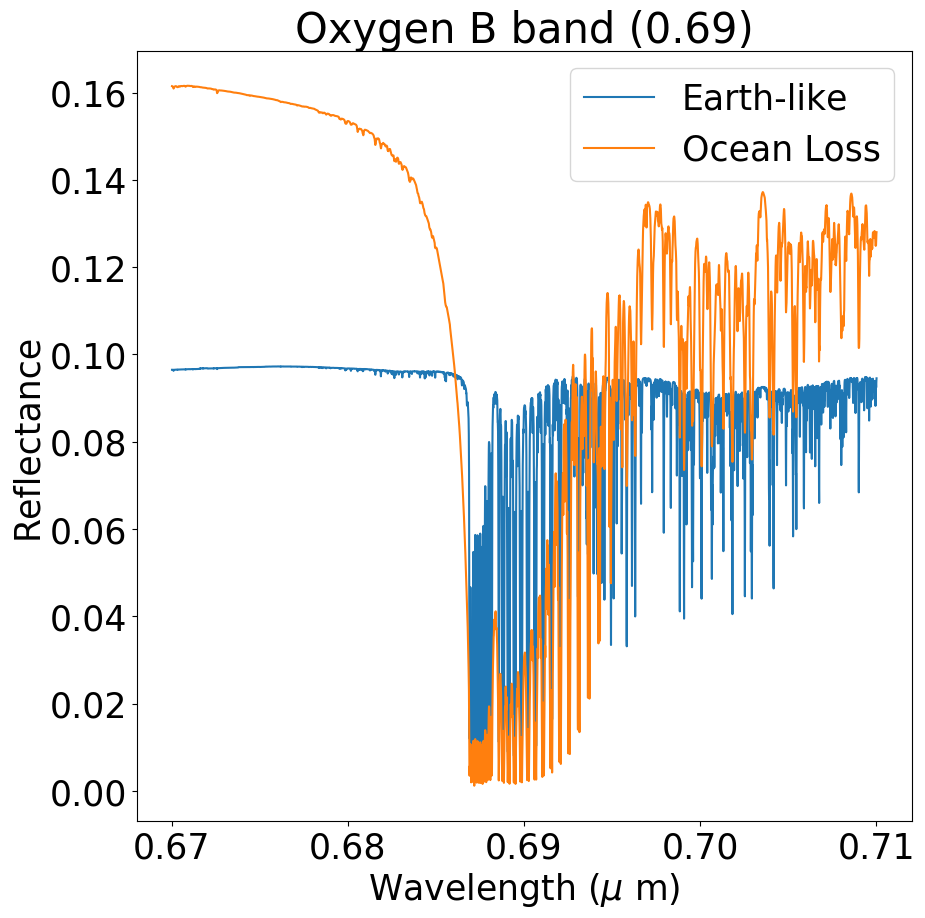 Oxygen B band (0.69)
Earth-like
Ocean Loss
Reflectance
0.16
0.14
0.12
0.10
0.08
0.06
0.04
0.02
0.00
0.67 0.68 0.69 0.70 0.71
Wavelength (μ m)